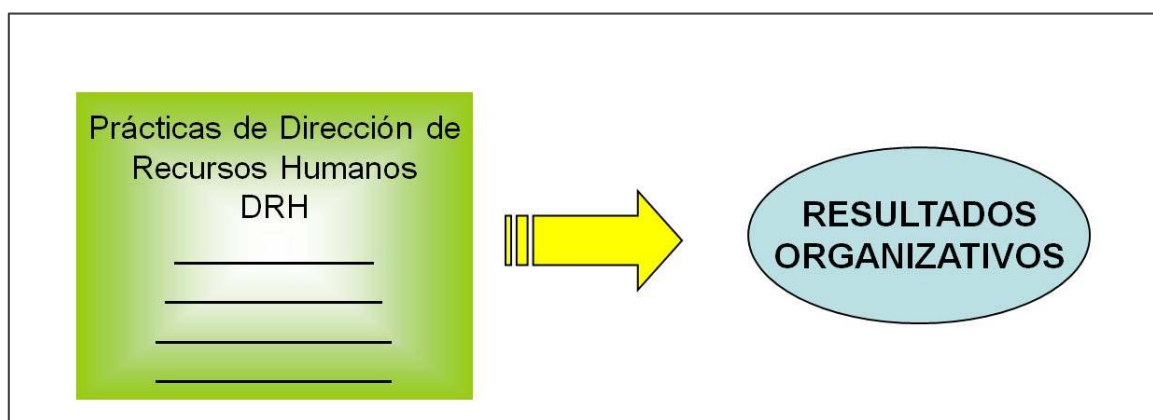 Prácticas de Dirección de
Recursos Humanos
DRH
RESULTADOS
ORGANIZATIVOS